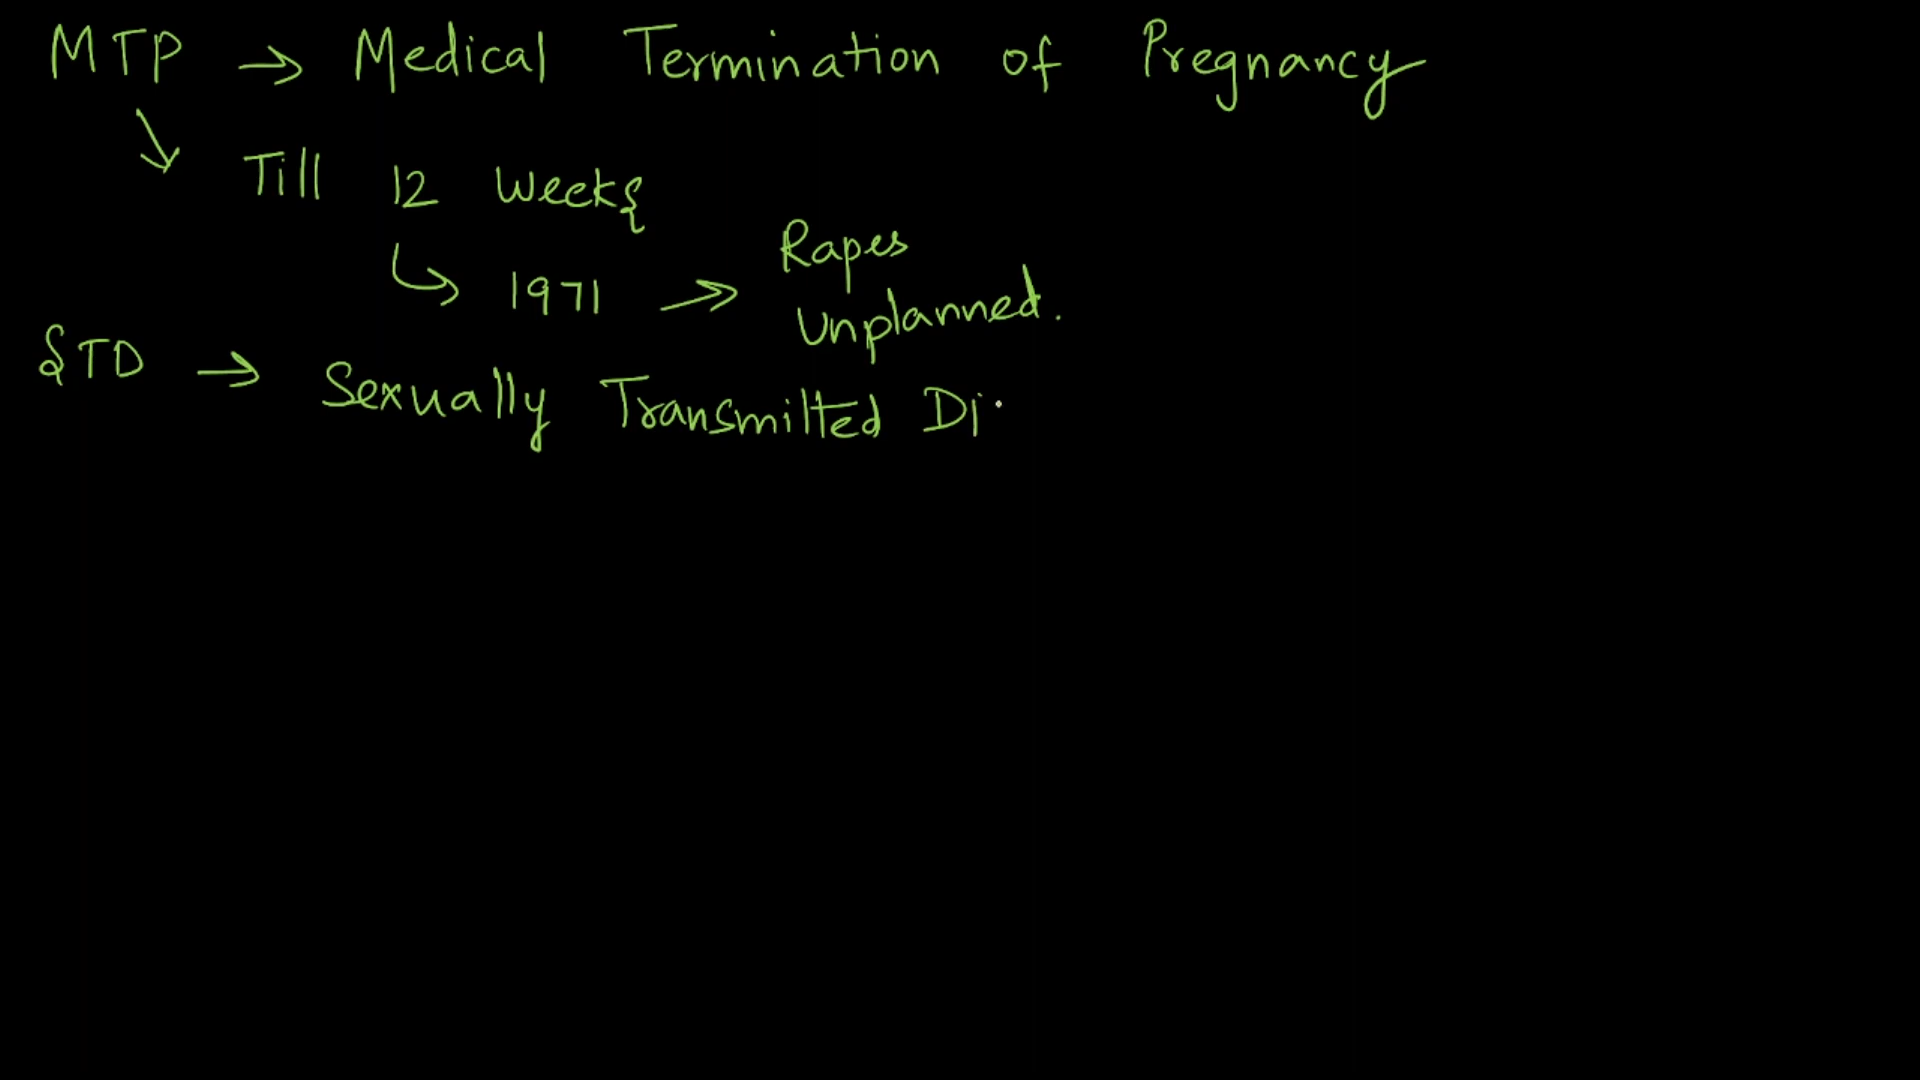 MTP → Medical Termination of Pregnancy
↘ Till 12 Weeks
↳ 1971 → Rapes
Unplanned.
STD → Sexually Transmitted Di